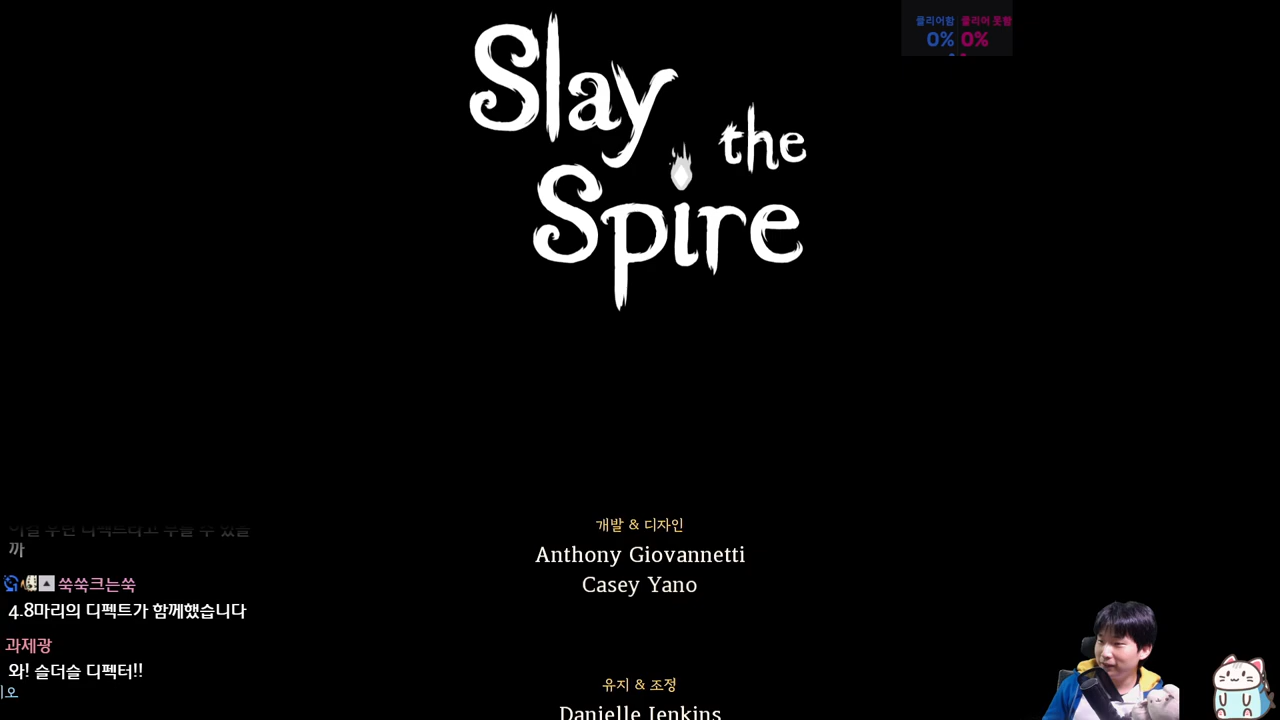 클리어함 클리어 못함
0% 0%
Slay
the
Spire
개발 & 디자인
Anthony Giovannetti
Casey Yano
유지 & 조정
Danielle Jenkins
까
쑥쑥크는쑥
4.8마리의 디펙트가 함께했습니다
과제광
와! 슬더슬 디펙터!!